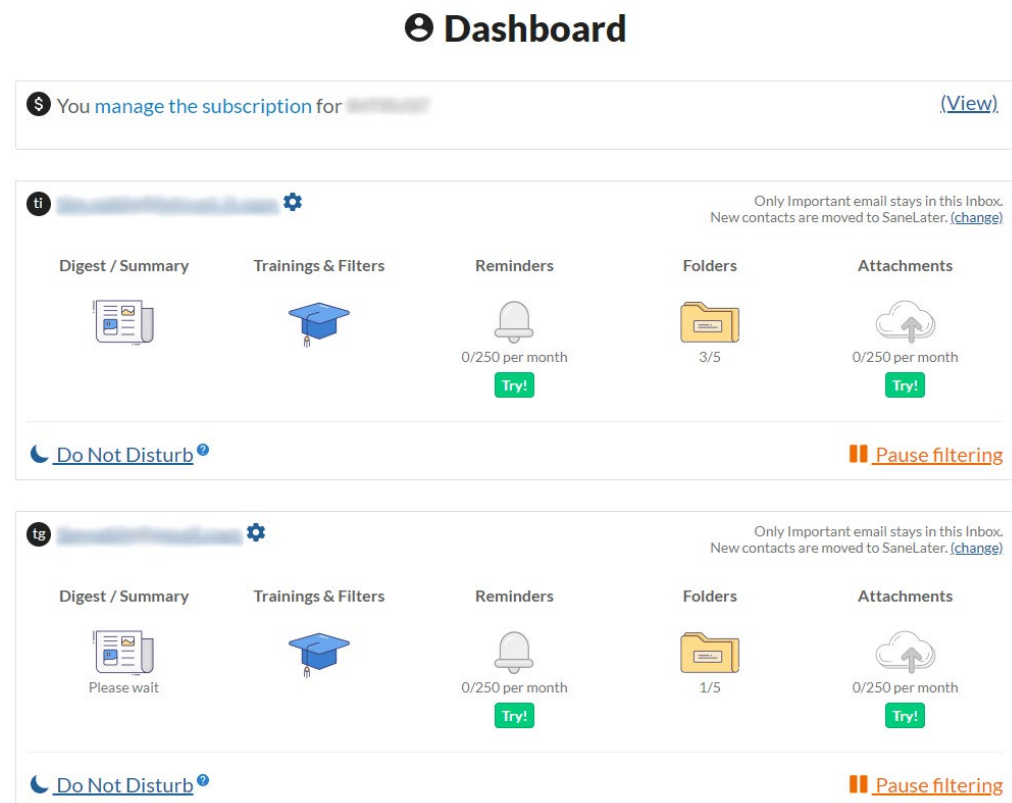 Dashboard
$ You manage the subscription for
(View)
ti
Only Important email stays in this Inbox.
New contacts are moved to SaneLater. (change)
Digest / Summary Trainings & Filters Reminders Folders Attachments
0/250 per month 3/5 0/250 per month
Try! Try!
Do Not Disturb ? Pause filtering
tg
Only Important email stays in this Inbox.
New contacts are moved to SaneLater. (change)
Digest / Summary Trainings & Filters Reminders Folders Attachments
Please wait 0/250 per month 1/5 0/250 per month
Try! Try!
Do Not Disturb ? Pause filtering